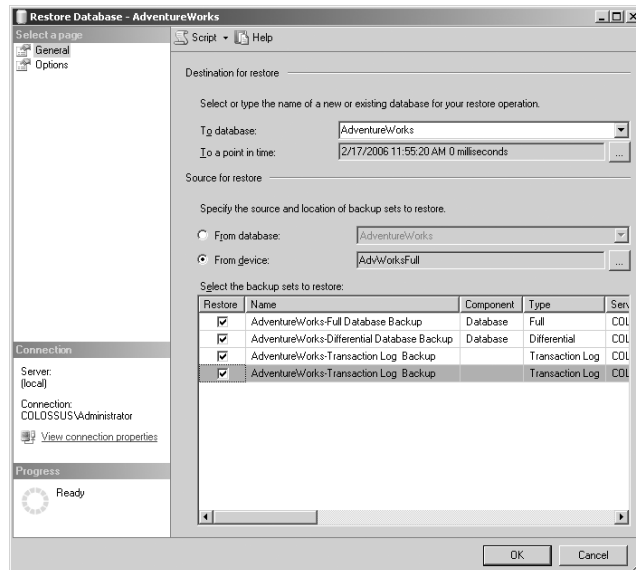 Restore Database - AdventureWorks
Select a page
General
Options
Script Help
Destination for restore
Select or type the name of a new or existing database for your restore operation.
To database: AdventureWorks
To a point in time: 2/17/2006 11:55:20 AM 0 milliseconds ...
Source for restore
Specify the source and location of backup sets to restore.
From database: AdventureWorks
From device: AdvWorksFull ...
Select the backup sets to restore:
Restore Name Component Type Serv
AdventureWorks-Full Database Backup Database Full COL
AdventureWorks-Differential Database Backup Database Differential COL
AdventureWorks-Transaction Log Backup Transaction Log COL
AdventureWorks-Transaction Log Backup Transaction Log COL
Connection
Server:
(local)
Connection:
COLOSSUS\Administrator
View connection properties
Progress
Ready
OK Cancel